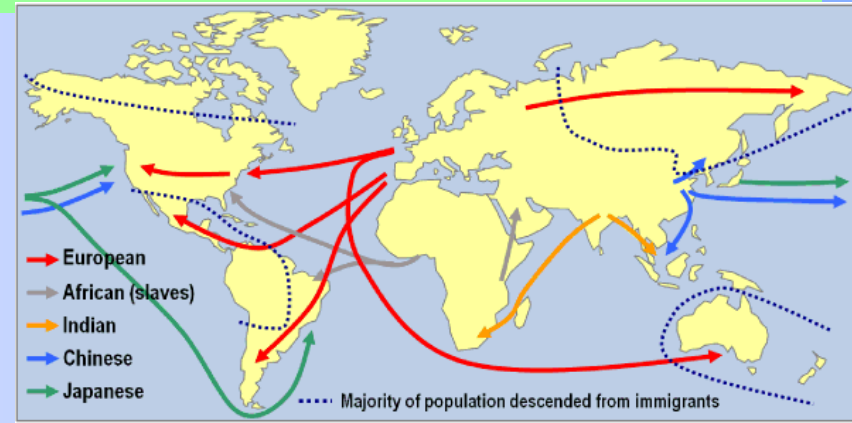 European
African (slaves)
Indian
Chinese
Japanese
Majority of population descended from immigrants